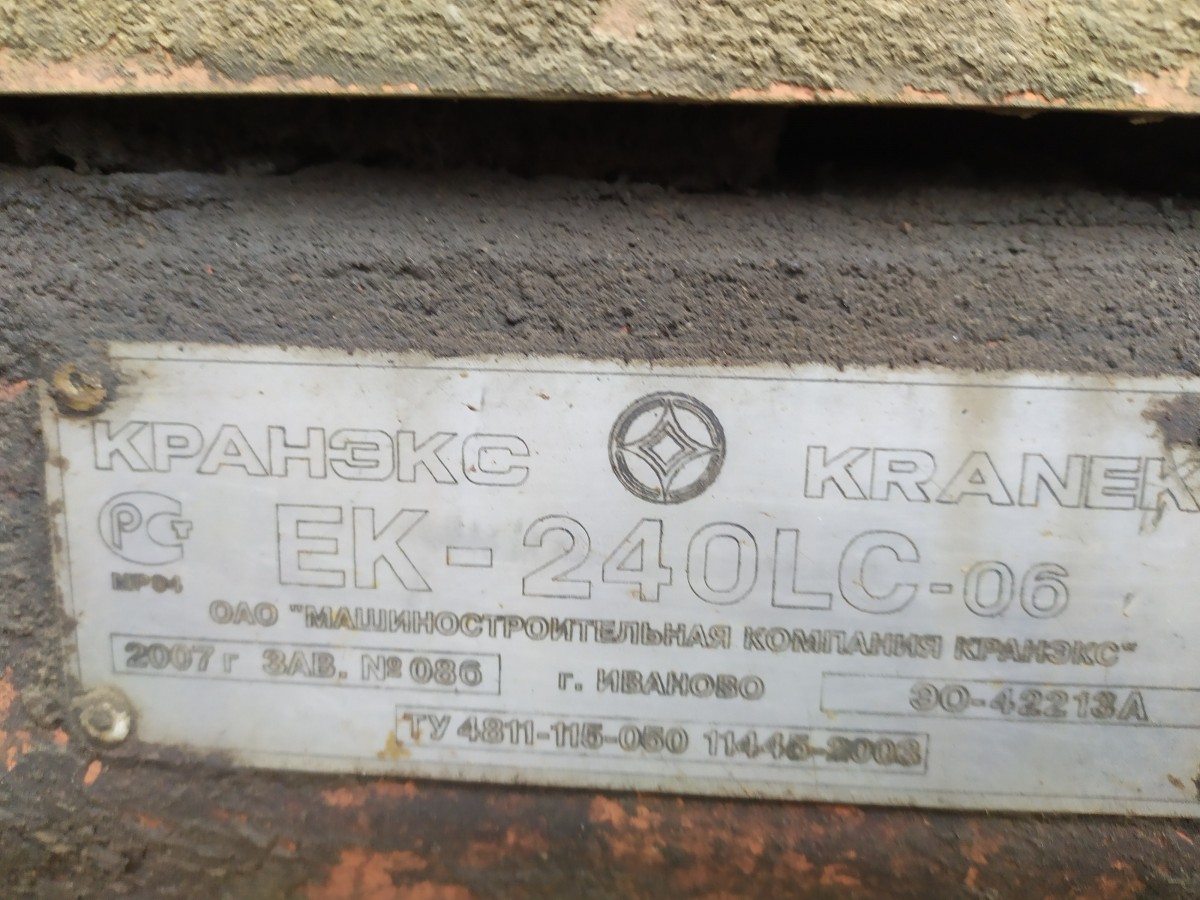 КРАНЭКС KRANEK
РСТ ЕК-240LC-06
МР04
ОАО "МАШИНОСТРОИТЕЛЬНАЯ КОМПАНИЯ КРАНЭКС"
2007 г ЗАВ. № 086 г. ИВАНОВО ЭО-42213А
ТУ 4811-115-050 11445-2003